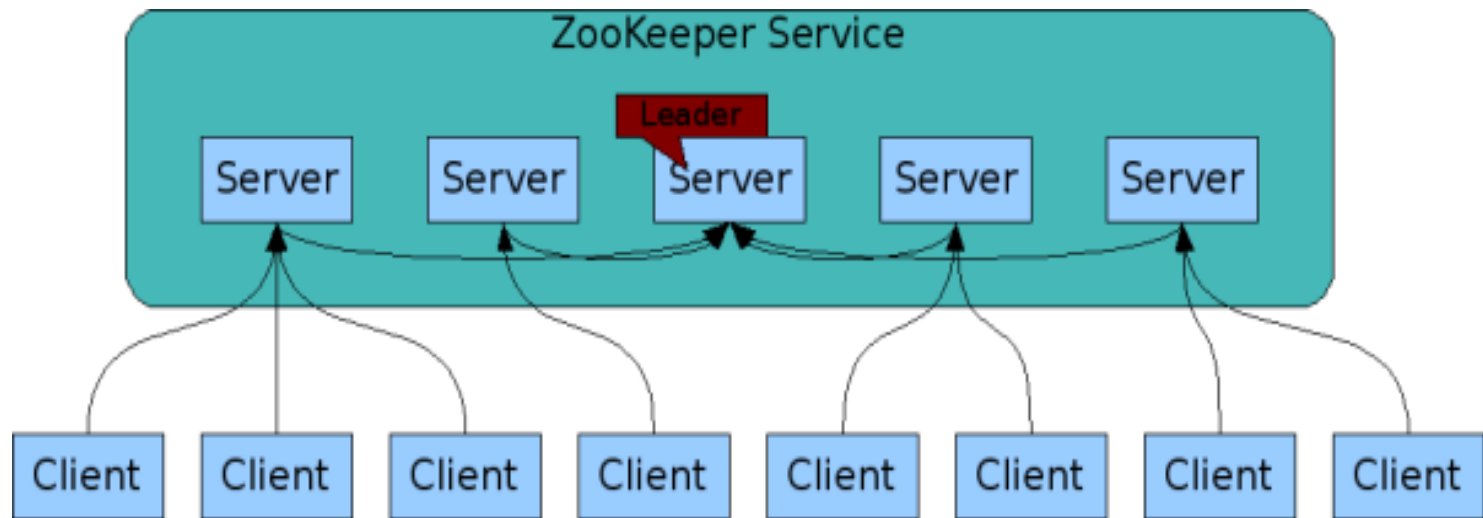 ZooKeeper Service
Leader
Server
Server
Server
Server
Server
Client
Client
Client
Client
Client
Client
Client
Client